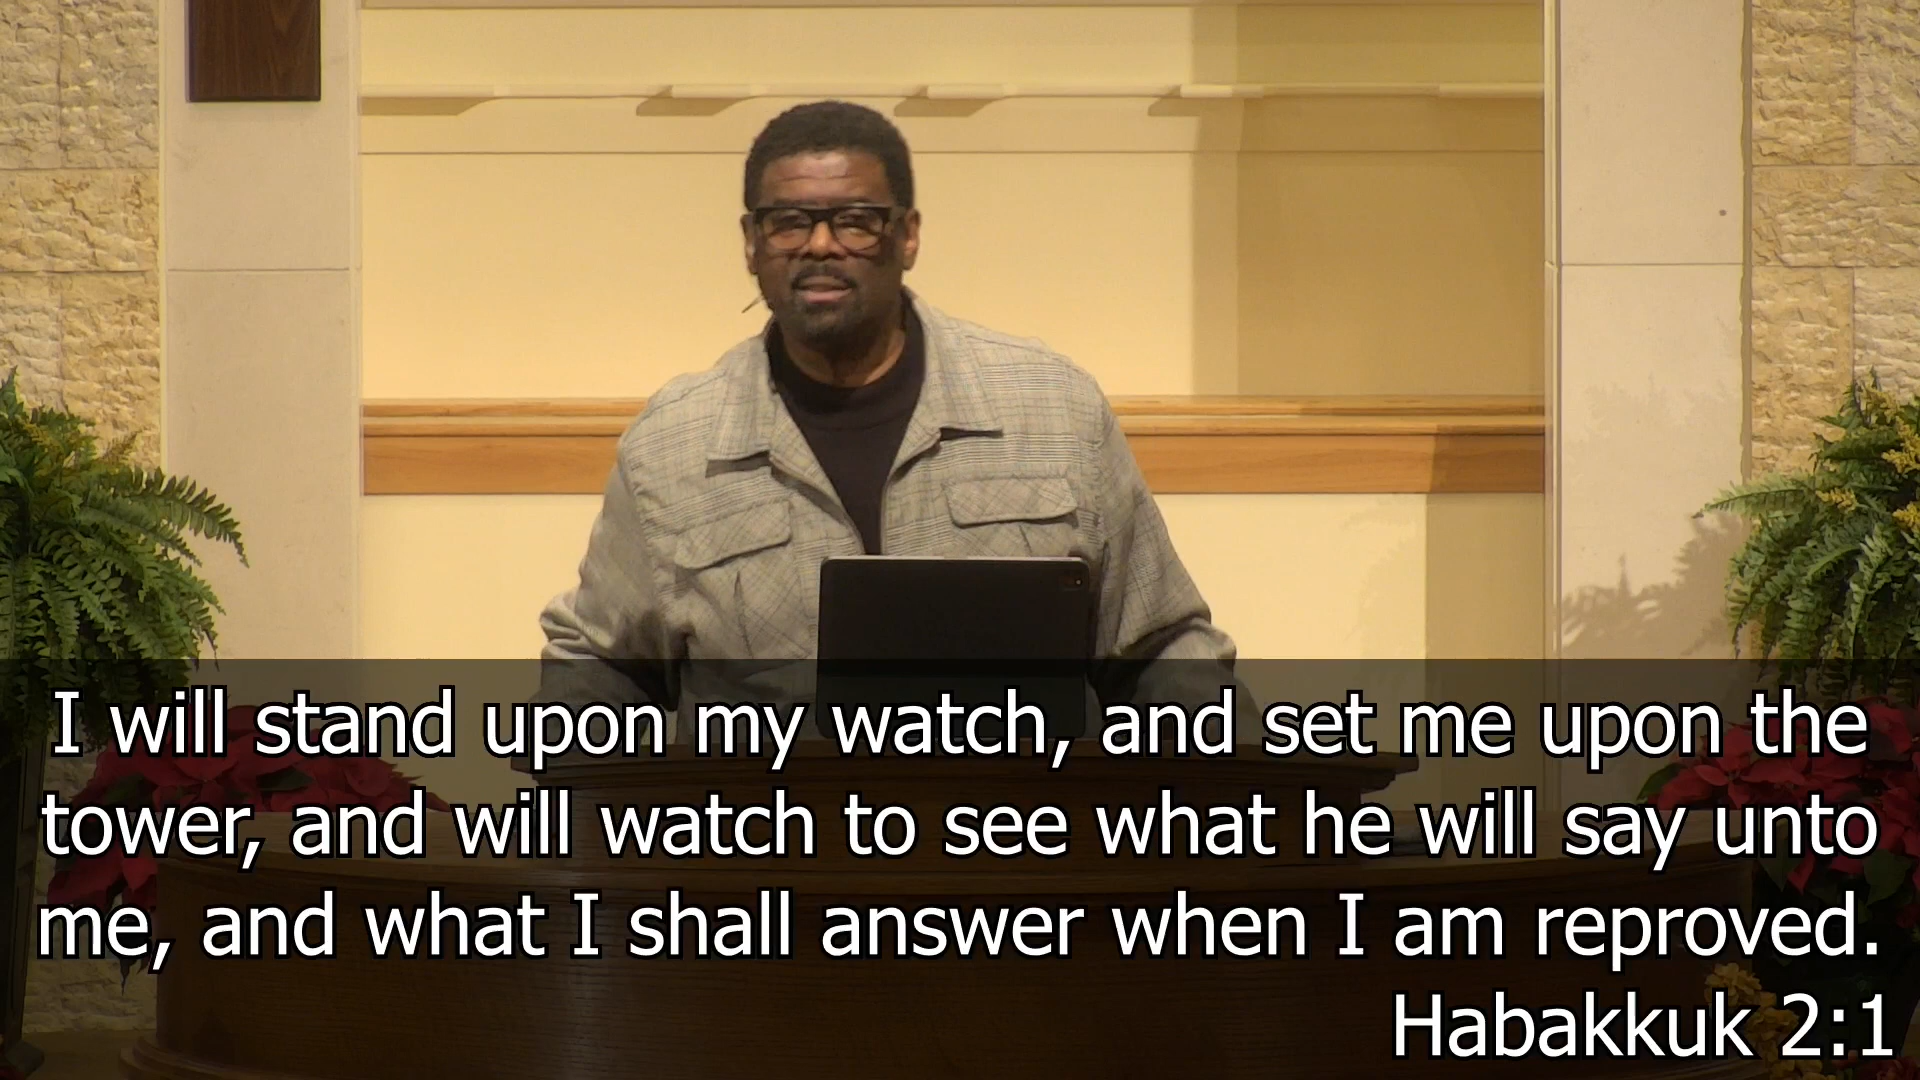 I will stand upon my watch, and set me upon the
tower, and will watch to see what he will say unto
me, and what I shall answer when I am reproved.
Habakkuk 2:1